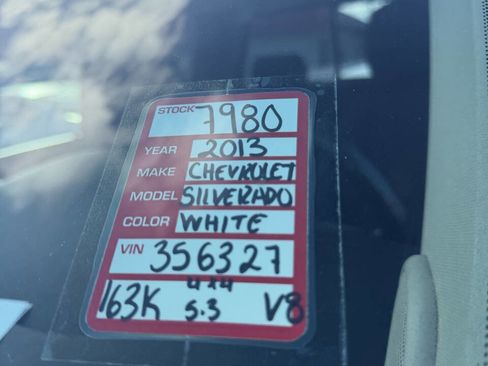 STOCK 7980
YEAR 2013
MAKE CHEVROLET
MODEL SILVERADO
COLOR WHITE
VIN 356327
163K 4x4 5.3 V8